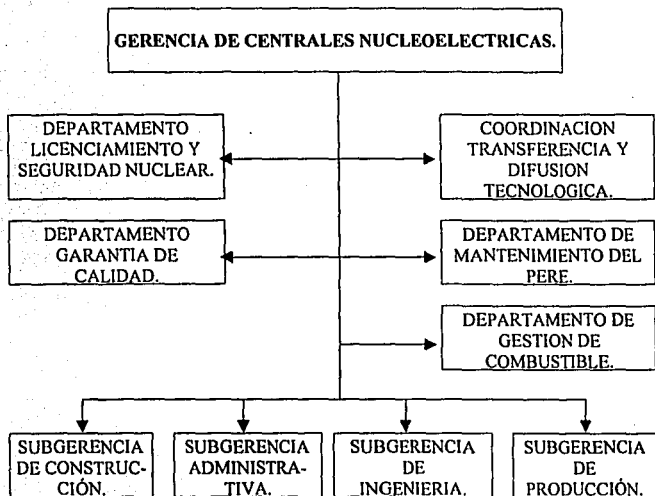 GERENCIA DE CENTRALES NUCLEOELECTRICAS.
DEPARTAMENTO
LICENCIAMIENTO Y
SEGURIDAD NUCLEAR.
COORDINACION
TRANSFERENCIA Y
DIFUSION
TECNOLOGICA.
DEPARTAMENTO
GARANTIA DE
CALIDAD.
DEPARTAMENTO DE
MANTENIMIENTO DEL
PERE.
DEPARTAMENTO DE
GESTION DE
COMBUSTIBLE.
SUBGERENCIA
DE CONSTRUC-
CIÓN.
SUBGERENCIA
ADMINISTRA-
TIVA.
SUBGERENCIA
DE
INGENIERIA.
SUBGERENCIA
DE
PRODUCCIÓN.